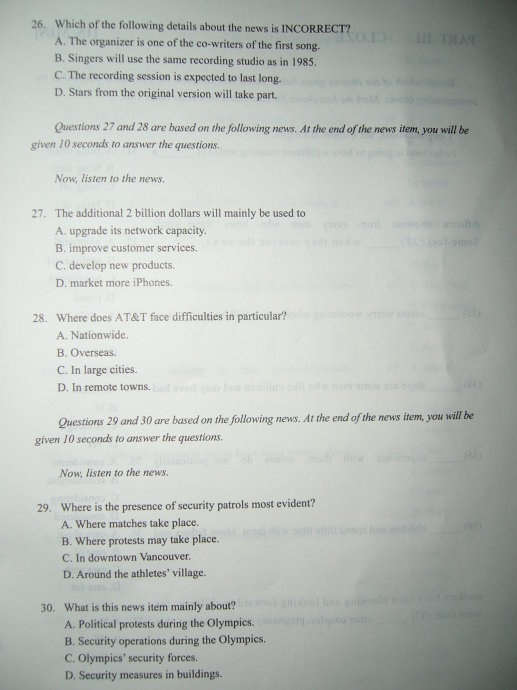 26. Which of the following details about the news is INCORRECT?
A. The organizer is one of the co-writers of the first song.
B. Singers will use the same recording studio as in 1985.
C. The recording session is expected to last long.
D. Stars from the original version will take part.
Questions 27 and 28 are based on the following news. At the end of the news item, you will be
given 10 seconds to answer the questions.
Now, listen to the news.
27. The additional 2 billion dollars will mainly be used to
A. upgrade its network capacity.
B. improve customer services.
C. develop new products.
D. market more iPhones.
28. Where does AT&T face difficulties in particular?
A. Nationwide.
B. Overseas.
C. In large cities.
D. In remote towns.
Questions 29 and 30 are based on the following news. At the end of the news item, you will be
given 10 seconds to answer the questions.
Now, listen to the news.
29. Where is the presence of security patrols most evident?
A. Where matches take place.
B. Where protests may take place.
C. In downtown Vancouver.
D. Around the athletes' village.
30. What is this news item mainly about?
A. Political protests during the Olympics.
B. Security operations during the Olympics.
C. Olympics' security forces.
D. Security measures in buildings.